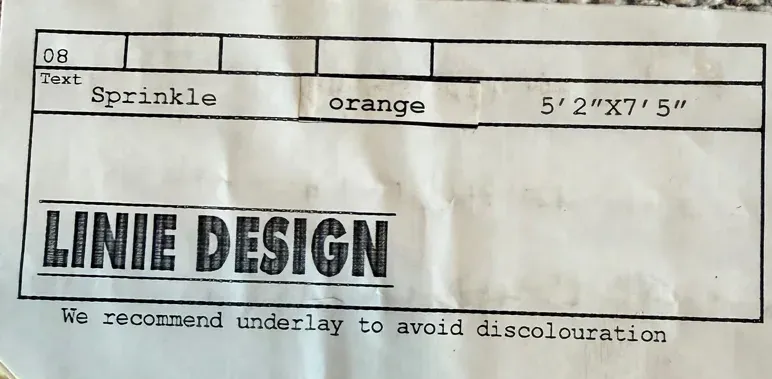 08
Text
Sprinkle orange 5'2"X7'5"
LINIE DESIGN
We recommend underlay to avoid discolouration